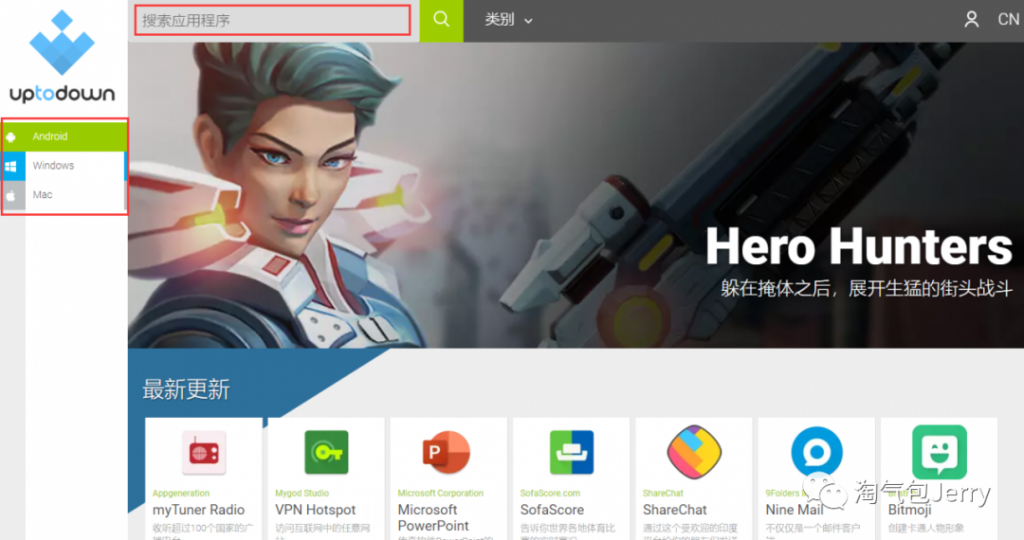 搜索应用程序
类别
CN
uptodown
Android
Windows
Mac
Hero Hunters
躲在掩体之后，展开生猛的街头战斗
最新更新
Appgeneration
myTuner Radio
收听超过100个国家的广
Mygod Studio
VPN Hotspot
访问互联网中的任意网
Microsoft Corporation
Microsoft
PowerPoint
SofaScore.com
SofaScore
告诉你世界各地体育比
ShareChat
ShareChat
通过这个受欢迎的印度
9Folders
Nine Mail
不仅仅是一个邮件客户
Bitmoji
创建卡通人物形象
淘气包Jerry